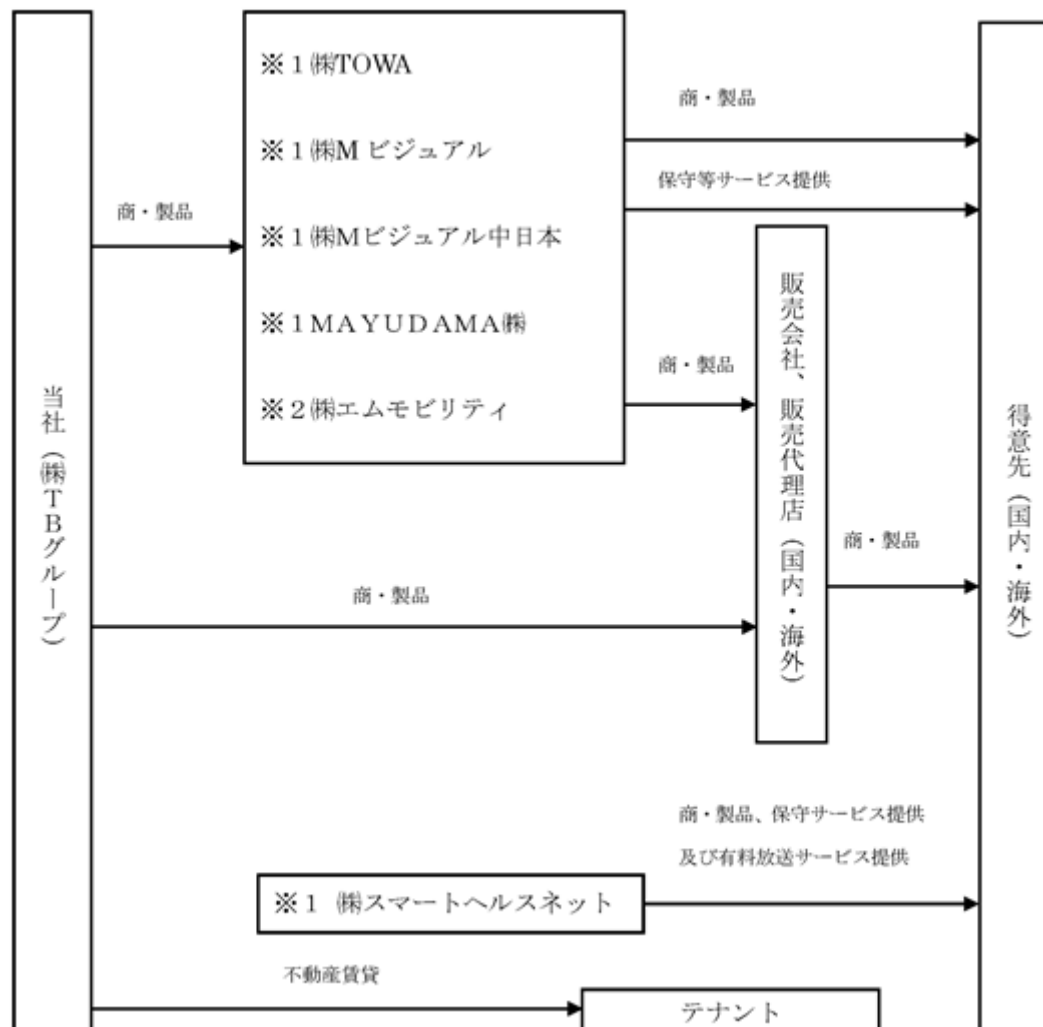 当社（㈱ＴＢグループ）
商・製品
※１㈱TOWA
※１㈱M ビジュアル
※１㈱Mビジュアル中日本
※１ＭＡＹＵＤＡＭＡ㈱
※２㈱エムモビリティ
商・製品
保守等サービス提供
商・製品
販売会社、販売代理店（国内・海外）
商・製品
商・製品
得意先（国内・海外）
商・製品、保守サービス提供
及び有料放送サービス提供
※１ ㈱スマートヘルスネット
不動産賃貸
テナント